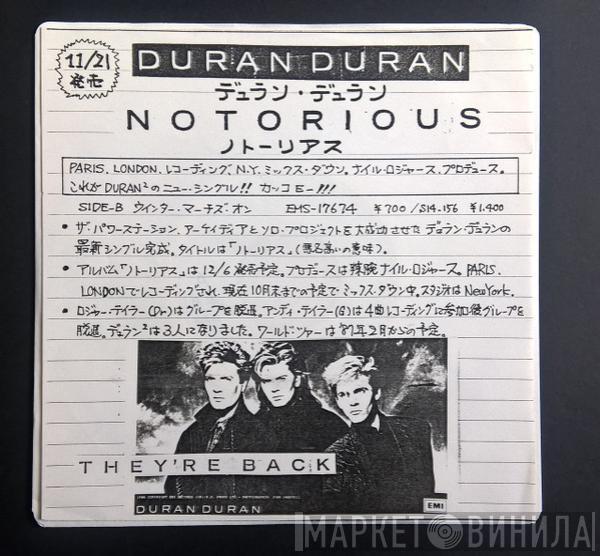 11/21
発売
DURAN DURAN
デュラン・デュラン
NOTORIOUS
ノトーリアス
PARIS, LONDON, レコーディング, N.Y. ミックス・ダウン. ナイル・ロジャース, プロデュース.
これが DURAN²のニュー・シングル!! カッコ E-!!!
SIDE-B ウインター・マーチズ・オン EMS-17674 ¥700/S14・156 ¥1.400
• ザ・パワーステーション, アーケイディアとソロ・プロジェクトを大成功させたデュラン・デュランの
最新シングル完成。タイトルは「ノトーリアス」(悪名高いの意味)。
• アルバム「ノトーリアス」は12/6発売予定。プロデュースは辣腕ナイル・ロジャース。PARIS,
LONDONでレコーディングされ、現在10月末までの予定でミックス・ダウン中。スタジオはNew York.
• ロジャー・テイラー(Dr)はグループを脱退。アンディ・テイラー(G)は4曲レコーディングに参加後グループを
脱退。デュラン²は3人になりました。ワールドツアーは'87年2月からの予定。
THEY'RE BACK
DURAN DURAN
EMI
МАРКЕТ ВИНИЛА